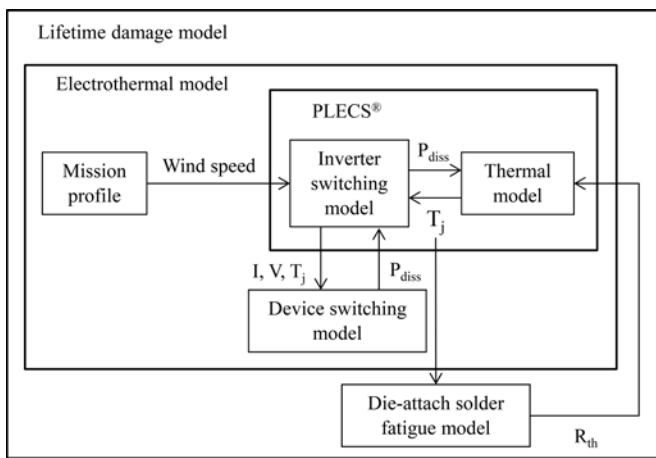 Lifetime damage model
Electrothermal model
PLECS®
Mission
profile
Wind speed
Inverter
switching
model
P_diss
Thermal
model
T_j
I, V, T_j
P_diss
Device switching
model
Die-attach solder
fatigue model
R_th